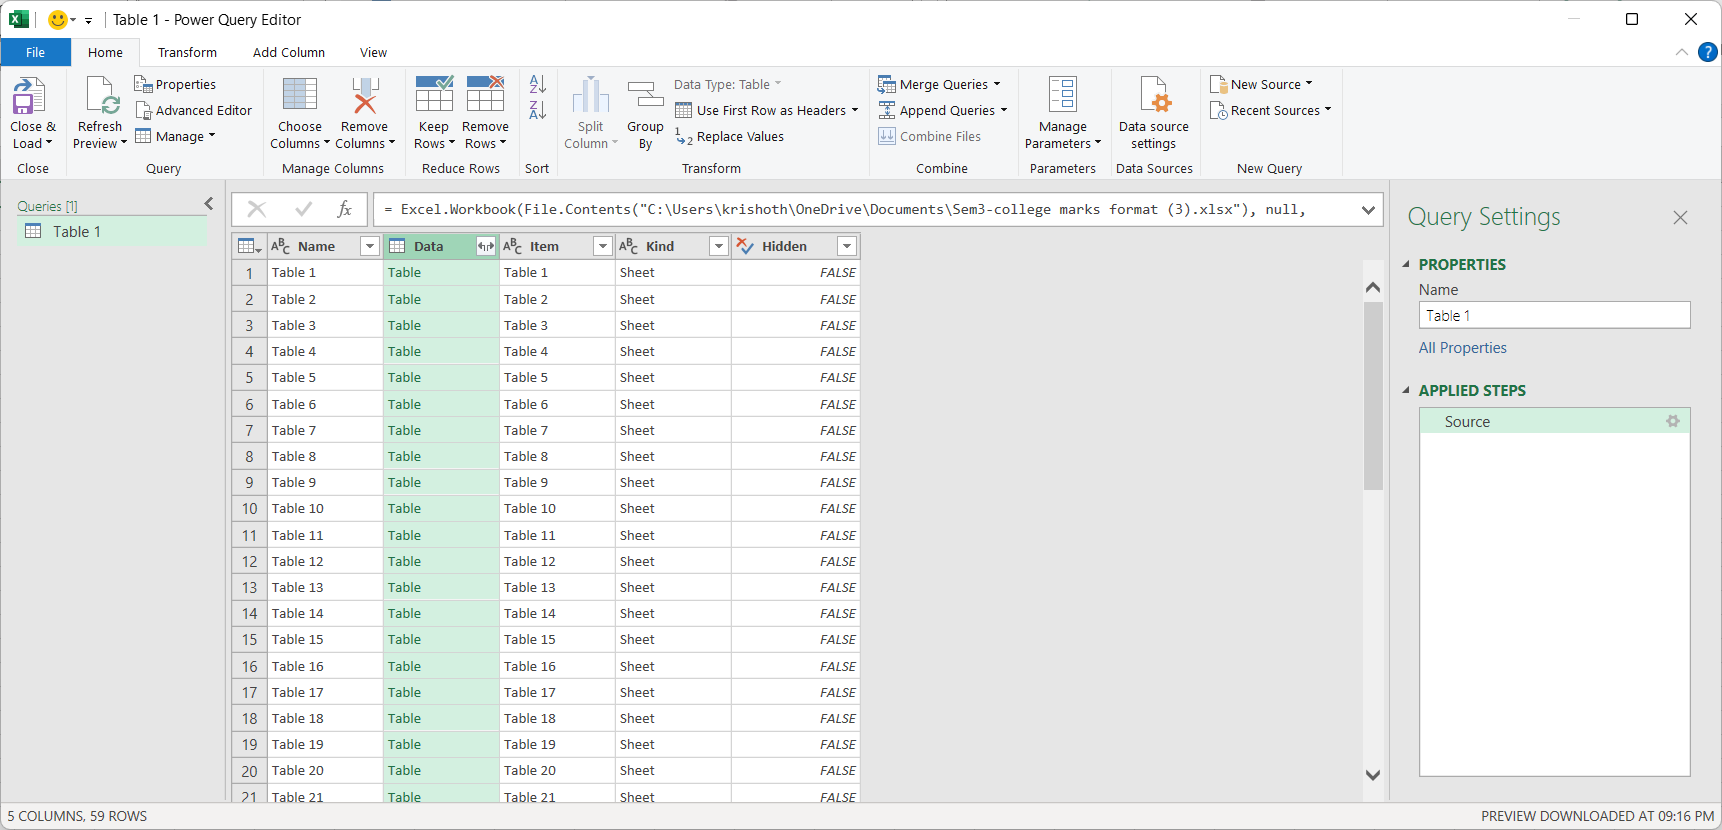 Table 1 - Power Query Editor
File Home Transform Add Column View
Close & Load
Close
Refresh Preview
Properties
Advanced Editor
Manage
Query
Choose Columns
Remove Columns
Manage Columns
Keep Rows
Remove Rows
Reduce Rows
Sort
Split Column
Group By
Data Type: Table
Use First Row as Headers
Replace Values
Transform
Merge Queries
Append Queries
Combine Files
Combine
Manage Parameters
Parameters
Data source settings
Data Sources
New Source
Recent Sources
New Query
Queries [1]
Table 1
fx = Excel.Workbook(File.Contents("C:\Users\krishoth\OneDrive\Documents\Sem3-college marks format (3).xlsx"), null,
Name Data Item Kind Hidden
1 Table 1 Table Table 1 Sheet FALSE
2 Table 2 Table Table 2 Sheet FALSE
3 Table 3 Table Table 3 Sheet FALSE
4 Table 4 Table Table 4 Sheet FALSE
5 Table 5 Table Table 5 Sheet FALSE
6 Table 6 Table Table 6 Sheet FALSE
7 Table 7 Table Table 7 Sheet FALSE
8 Table 8 Table Table 8 Sheet FALSE
9 Table 9 Table Table 9 Sheet FALSE
10 Table 10 Table Table 10 Sheet FALSE
11 Table 11 Table Table 11 Sheet FALSE
12 Table 12 Table Table 12 Sheet FALSE
13 Table 13 Table Table 13 Sheet FALSE
14 Table 14 Table Table 14 Sheet FALSE
15 Table 15 Table Table 15 Sheet FALSE
16 Table 16 Table Table 16 Sheet FALSE
17 Table 17 Table Table 17 Sheet FALSE
18 Table 18 Table Table 18 Sheet FALSE
19 Table 19 Table Table 19 Sheet FALSE
20 Table 20 Table Table 20 Sheet FALSE
21 Table 21 Table Table 21 Sheet FALSE
Query Settings
PROPERTIES
Name
Table 1
All Properties
APPLIED STEPS
Source
5 COLUMNS, 59 ROWS
PREVIEW DOWNLOADED AT 09:16 PM